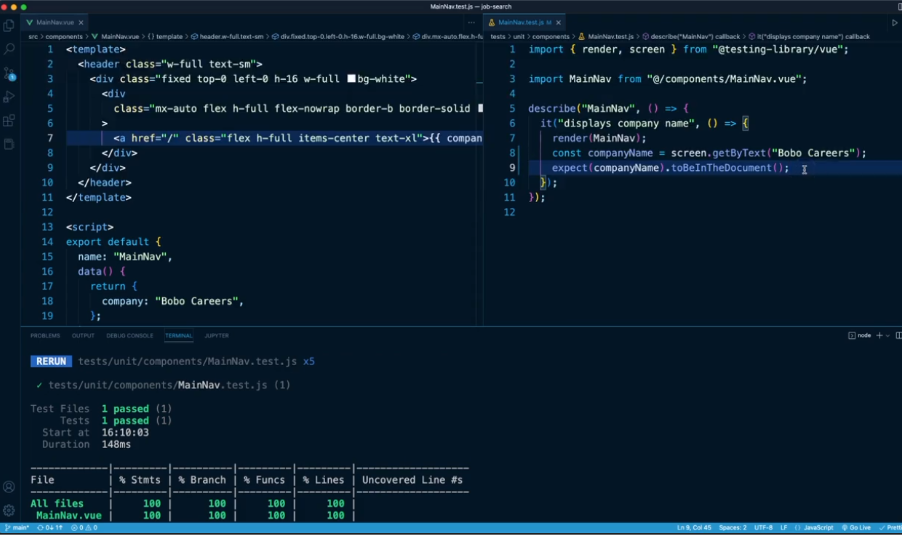 MainNav.test.js — job-search
MainNav.vue ×
src > components > MainNav.vue > {} template > header.w-full.text-sm > div.fixed.top-0.left-0.h-16.w-full.bg-white > div.mx-auto.flex.h-full.flex-nowrap
1 <template>
2 <header class="w-full text-sm">
3 <div class="fixed top-0 left-0 h-16 w-full bg-white">
4 <div
5 class="mx-auto flex h-full flex-nowrap border-b border-solid
6 >
7 <a href="/" class="flex h-full items-center text-xl">{{ compan
8 </div>
9 </div>
10 </header>
11 </template>
12
13 <script>
14 export default {
15 name: "MainNav",
16 data() {
17 return {
18 company: "Bobo Careers",
19 };
MainNav.test.js M ×
tests > unit > components > MainNav.test.js > describe("MainNav") callback > it("displays company name") callback
1 import { render, screen } from "@testing-library/vue";
2
3 import MainNav from "@/components/MainNav.vue";
4
5 describe("MainNav", () => {
6 it("displays company name", () => {
7 render(MainNav);
8 const companyName = screen.getByText("Bobo Careers");
9 expect(companyName).toBeInTheDocument();
10 });
11 });
12
PROBLEMS OUTPUT DEBUG CONSOLE TERMINAL JUPYTER
node
RERUN tests/unit/components/MainNav.test.js x5
✓ tests/unit/components/MainNav.test.js (1)
Test Files 1 passed (1)
Tests 1 passed (1)
Start at 16:10:03
Duration 148ms
File | % Stmts | % Branch | % Funcs | % Lines | Uncovered Line #s
All files | 100 | 100 | 100 | 100 |
MainNav.vue | 100 | 100 | 100 | 100 |
main* 0↓ 1↑ 0 0 Ln 9, Col 45 Spaces: 2 UTF-8 LF {} JavaScript Go Live